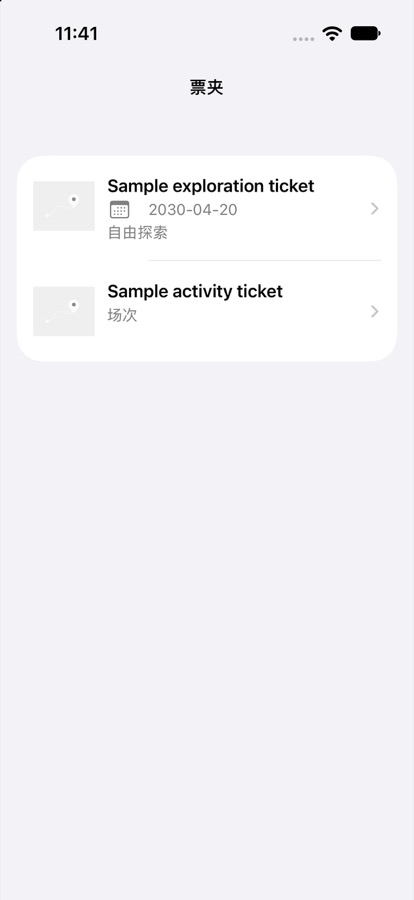 11:41
票夹
Sample exploration ticket
2030-04-20
自由探索
Sample activity ticket
场次